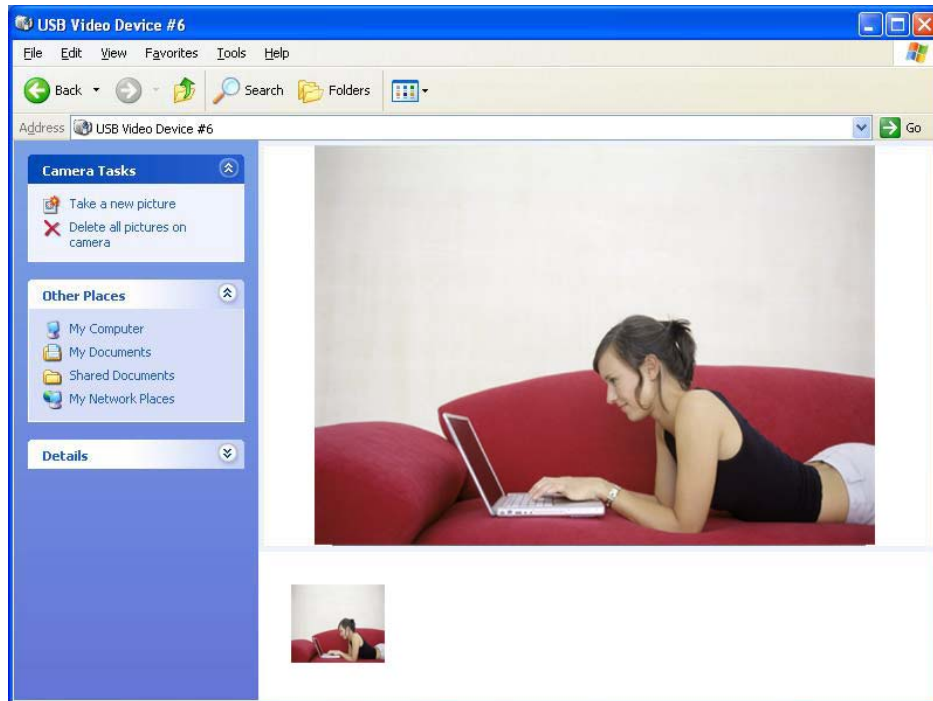 USB Video Device #6
File Edit View Favorites Tools Help
Back Search Folders
Address USB Video Device #6 Go
Camera Tasks
Take a new picture
Delete all pictures on
camera
Other Places
My Computer
My Documents
Shared Documents
My Network Places
Details